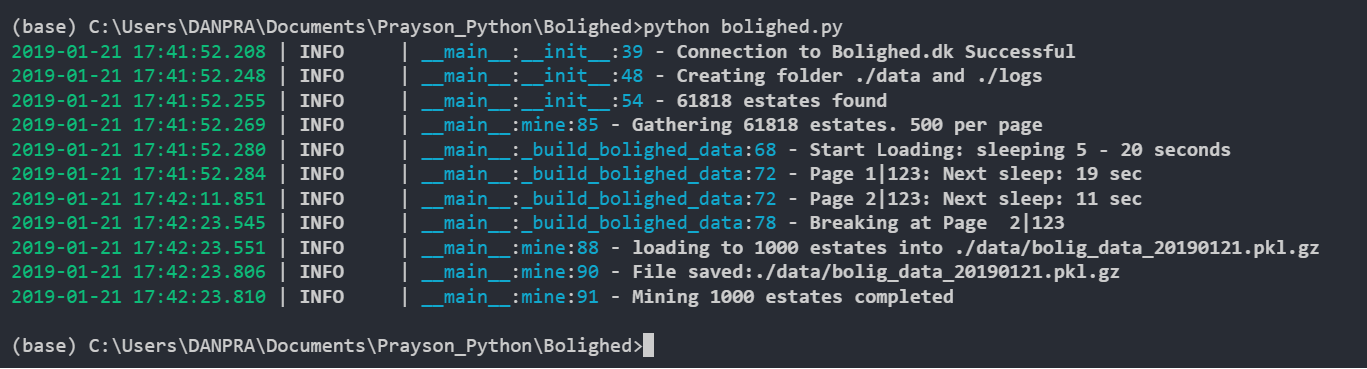 (base) C:\Users\DANPRA\Documents\Prayson_Python\Bolighed>python bolighed.py
2019-01-21 17:41:52.208 | INFO     | __main__:__init__:39 - Connection to Bolighed.dk Successful
2019-01-21 17:41:52.248 | INFO     | __main__:__init__:48 - Creating folder ./data and ./logs
2019-01-21 17:41:52.255 | INFO     | __main__:__init__:54 - 61818 estates found
2019-01-21 17:41:52.269 | INFO     | __main__:mine:85 - Gathering 61818 estates. 500 per page
2019-01-21 17:41:52.280 | INFO     | __main__:_build_bolighed_data:68 - Start Loading: sleeping 5 - 20 seconds
2019-01-21 17:41:52.284 | INFO     | __main__:_build_bolighed_data:72 - Page 1|123: Next sleep: 19 sec
2019-01-21 17:42:11.851 | INFO     | __main__:_build_bolighed_data:72 - Page 2|123: Next sleep: 11 sec
2019-01-21 17:42:23.545 | INFO     | __main__:_build_bolighed_data:78 - Breaking at Page  2|123
2019-01-21 17:42:23.551 | INFO     | __main__:mine:88 - loading to 1000 estates into ./data/bolig_data_20190121.pkl.gz
2019-01-21 17:42:23.806 | INFO     | __main__:mine:90 - File saved:./data/bolig_data_20190121.pkl.gz
2019-01-21 17:42:23.810 | INFO     | __main__:mine:91 - Mining 1000 estates completed
(base) C:\Users\DANPRA\Documents\Prayson_Python\Bolighed>